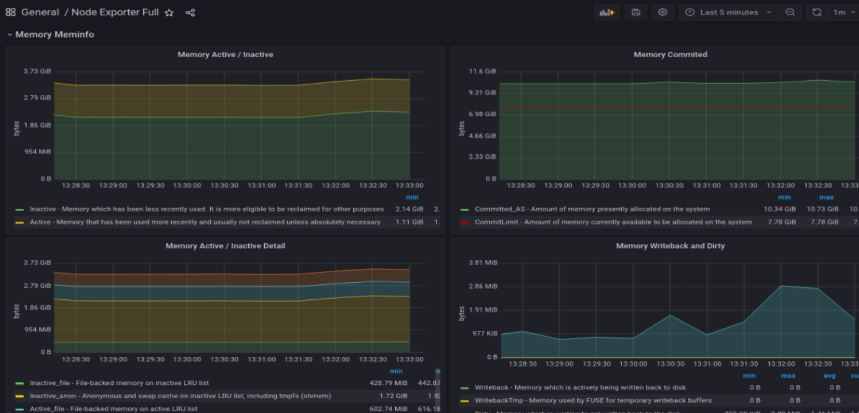 General / Node Exporter Full
Last 5 minutes
1m
Memory Meminfo
Memory Active / Inactive
3.73 GiB
2.79 GiB
1.86 GiB
954 MiB
0 B
bytes
13:28:30 13:29:00 13:29:30 13:30:00 13:30:30 13:31:00 13:31:30 13:32:00 13:32:30 13:33:00
min
Inactive - Memory which has been less recently used. It is more eligible to be reclaimed for other purposes 2.14 GiB 2.
Active - Memory that has been used more recently and usually not reclaimed unless absolutely necessary 1.11 GiB 1.
Memory Commited
11.6 GiB
9.31 GiB
6.98 GiB
4.66 GiB
2.33 GiB
0 B
bytes
13:28:30 13:29:00 13:29:30 13:30:00 13:30:30 13:31:00 13:31:30 13:32:00 13:32:30 13:33
min max
Committed_AS - Amount of memory presently allocated on the system 10.34 GiB 10.73 GiB 10
CommitLimit - Amount of memory currently available to be allocated on the system 7.78 GiB 7.78 GiB 7.
Memory Active / Inactive Detail
3.73 GiB
2.79 GiB
1.86 GiB
954 MiB
0 B
bytes
13:28:30 13:29:00 13:29:30 13:30:00 13:30:30 13:31:00 13:31:30 13:32:00 13:32:30 13:33:00
min
Inactive_file - File-backed memory on inactive LRU list 428.79 MiB 442.87
Inactive_anon - Anonymous and swap cache on inactive LRU list, including tmpfs (shmem) 1.72 GiB 1.9
Active_file - File-backed memory on active LRU list 602.74 MiB 616.18
Memory Writeback and Dirty
3.81 MiB
2.86 MiB
1.91 MiB
977 KiB
0 B
bytes
13:28:30 13:29:00 13:29:30 13:30:00 13:30:30 13:31:00 13:31:30 13:32:00 13:32:30 13:33:0
min max avg cu
Writeback - Memory which is actively being written back to disk 0 B 0 B 0 B
WritebackTmp - Memory used by FUSE for temporary writeback buffers 0 B 0 B 0 B